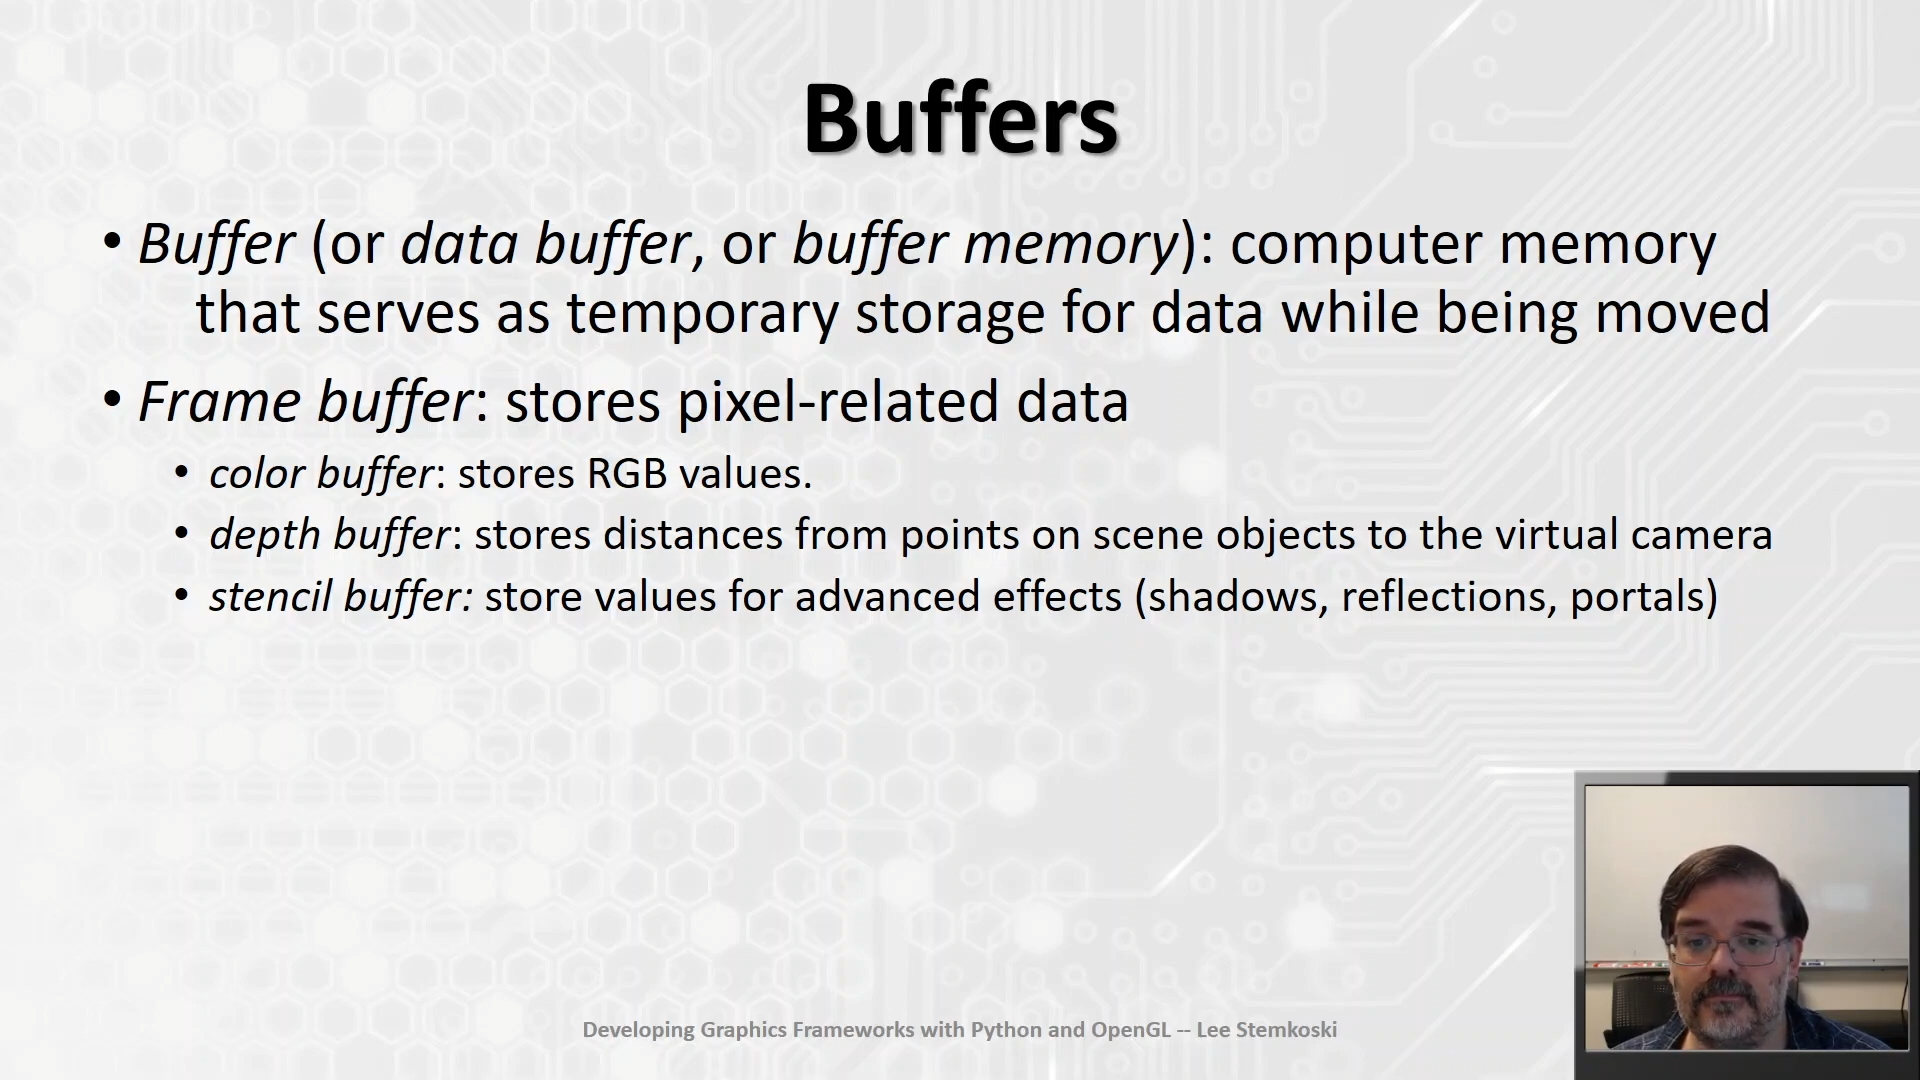 Buffers
• Buffer (or data buffer, or buffer memory): computer memory
that serves as temporary storage for data while being moved
• Frame buffer: stores pixel-related data
• color buffer: stores RGB values.
• depth buffer: stores distances from points on scene objects to the virtual camera
• stencil buffer: store values for advanced effects (shadows, reflections, portals)
Developing Graphics Frameworks with Python and OpenGL -- Lee Stemkoski